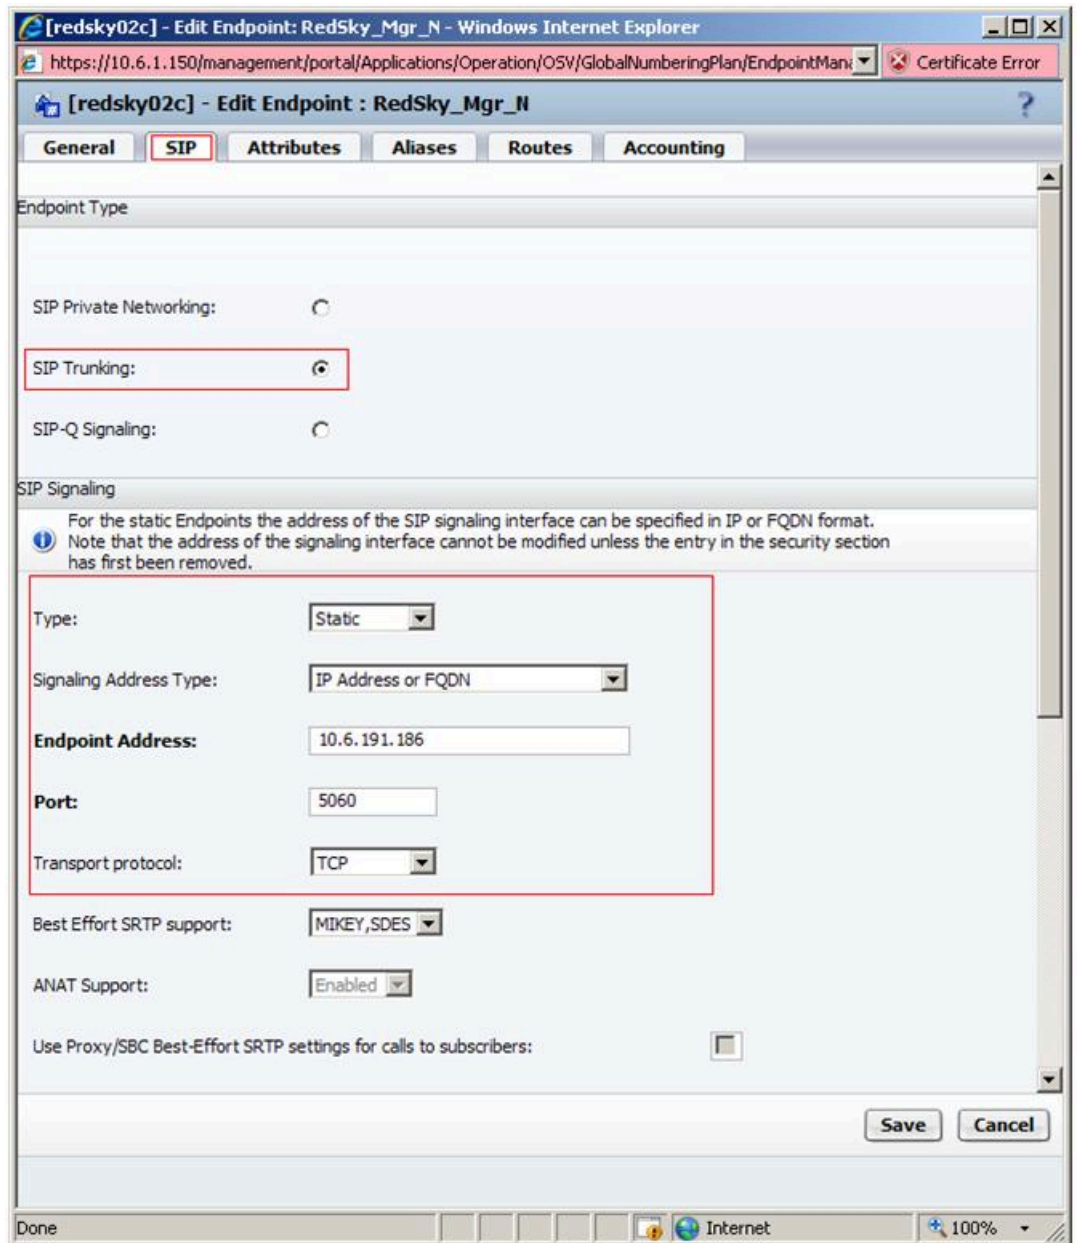 [redsky02c] - Edit Endpoint: RedSky_Mgr_N - Windows Internet Explorer
https://10.6.1.150/management/portal/Applications/Operation/OSV/GlobalNumberingPlan/EndpointMana
Certificate Error
[redsky02c] - Edit Endpoint : RedSky_Mgr_N
?
General SIP Attributes Aliases Routes Accounting
Endpoint Type
SIP Private Networking:
SIP Trunking:
SIP-Q Signaling:
SIP Signaling
For the static Endpoints the address of the SIP signaling interface can be specified in IP or FQDN format.
Note that the address of the signaling interface cannot be modified unless the entry in the security section
has first been removed.
Type: Static
Signaling Address Type: IP Address or FQDN
Endpoint Address: 10.6.191.186
Port: 5060
Transport protocol: TCP
Best Effort SRTP support: MIKEY,SDES
ANAT Support: Enabled
Use Proxy/SBC Best-Effort SRTP settings for calls to subscribers:
Save Cancel
Done Internet 100%